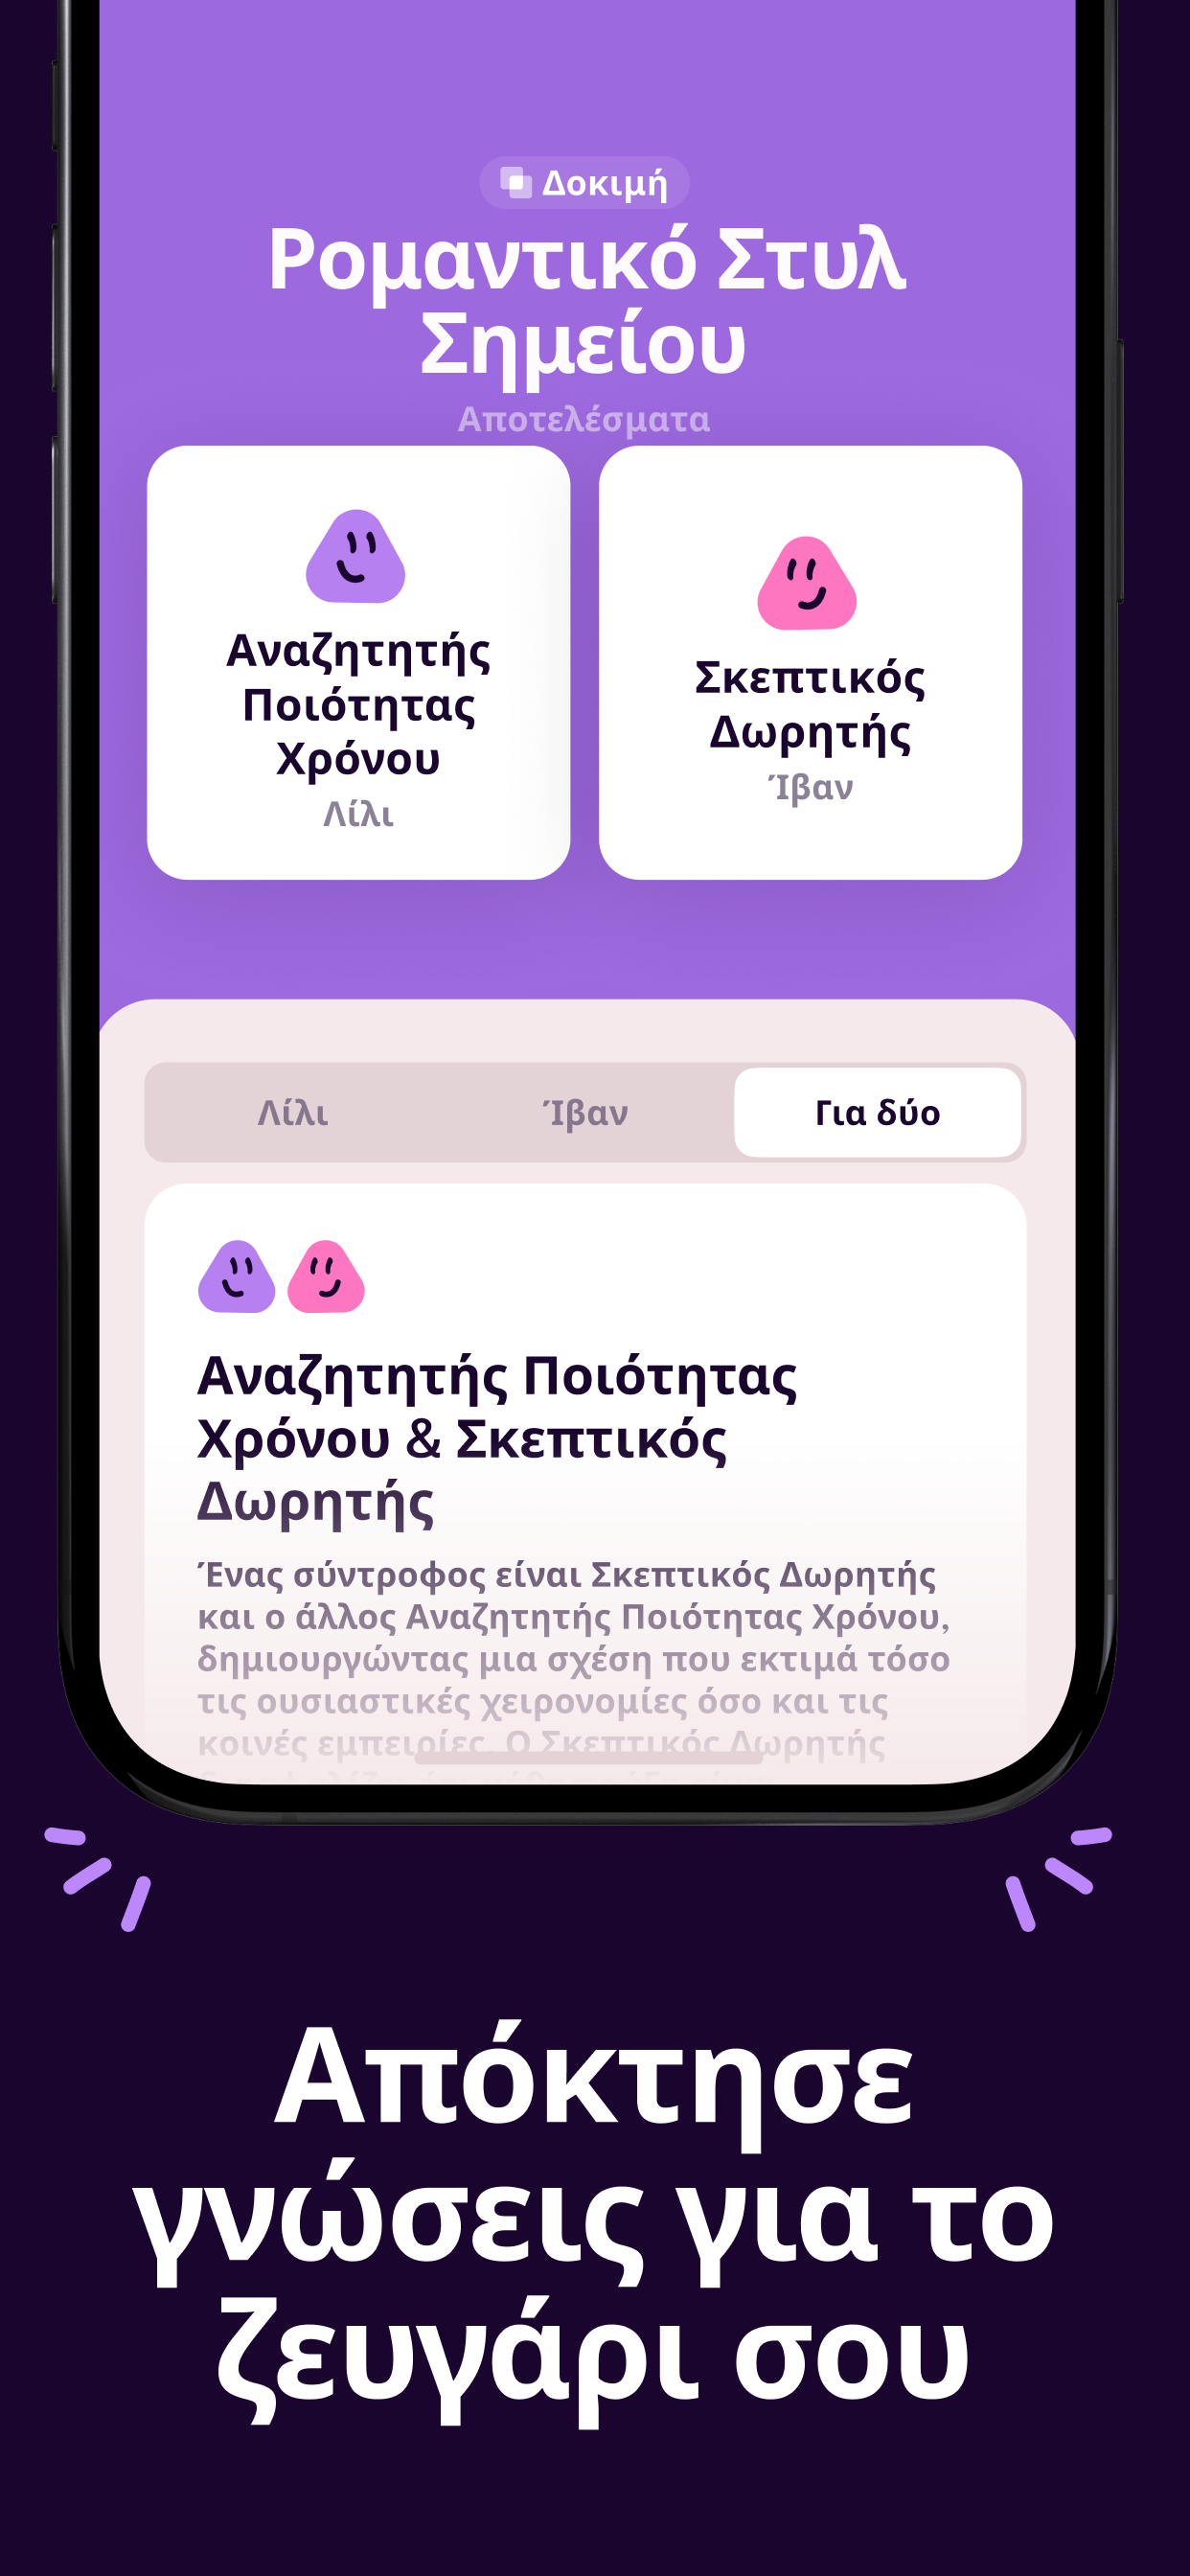 Δοκιμή
Ρομαντικό Στυλ
Σημείου
Αποτελέσματα
Αναζητητής
Ποιότητας
Χρόνου
Λίλι
Σκεπτικός
Δωρητής
Ίβαν
Λίλι
Ίβαν
Για δύο
Αναζητητής Ποιότητας
Χρόνου & Σκεπτικός
Δωρητής
Ένας σύντροφος είναι Σκεπτικός Δωρητής
και ο άλλος Αναζητητής Ποιότητας Χρόνου,
δημιουργώντας μια σχέση που εκτιμά τόσο
τις ουσιαστικές χειρονομίες όσο και τις
κοινές εμπειρίες. Ο Σκεπτικός Δωρητής
Απόκτησε
γνώσεις για το
ζευγάρι σου